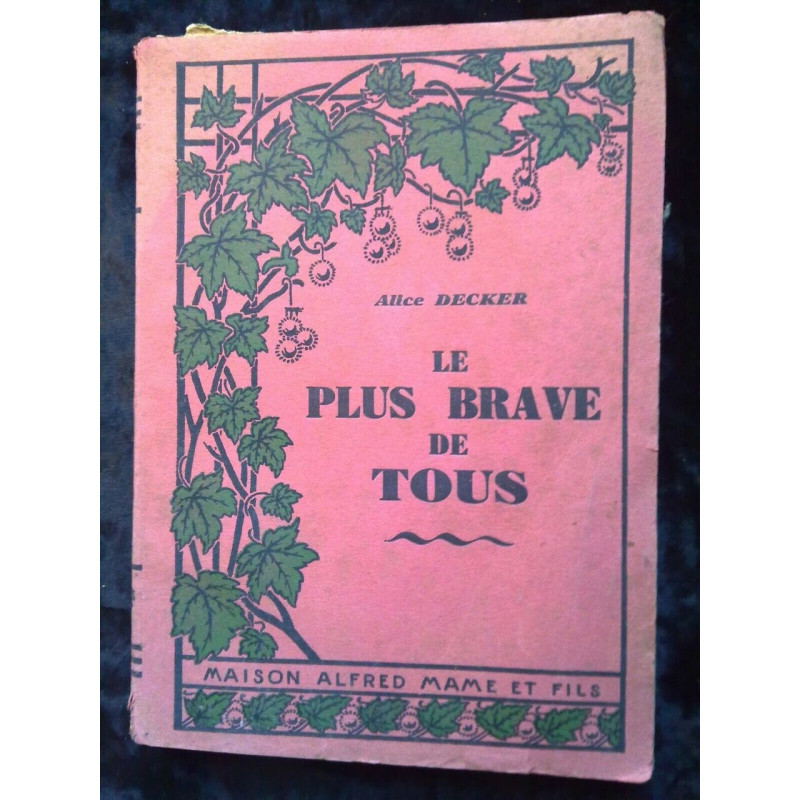 Alice DECKER
LE
PLUS BRAVE
DE
TOUS
MAISON ALFRED MAME ET FILS